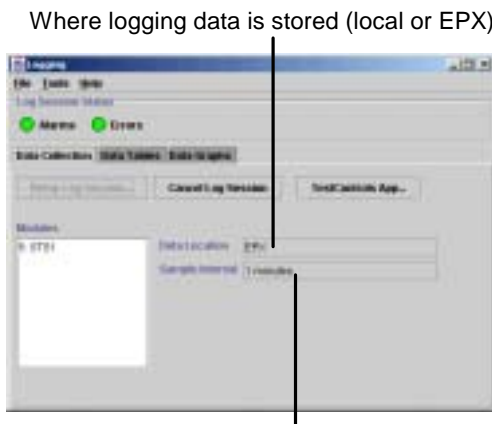 Where logging data is stored (local or EPX)
Logging
File Tools Help
Log Session Status
Alarms Errors
Data Collection Data Tables Data Graphs
Cancel Log Session TestControls App...
Modules
Data Location EPX
Sample Interval 1 minutes